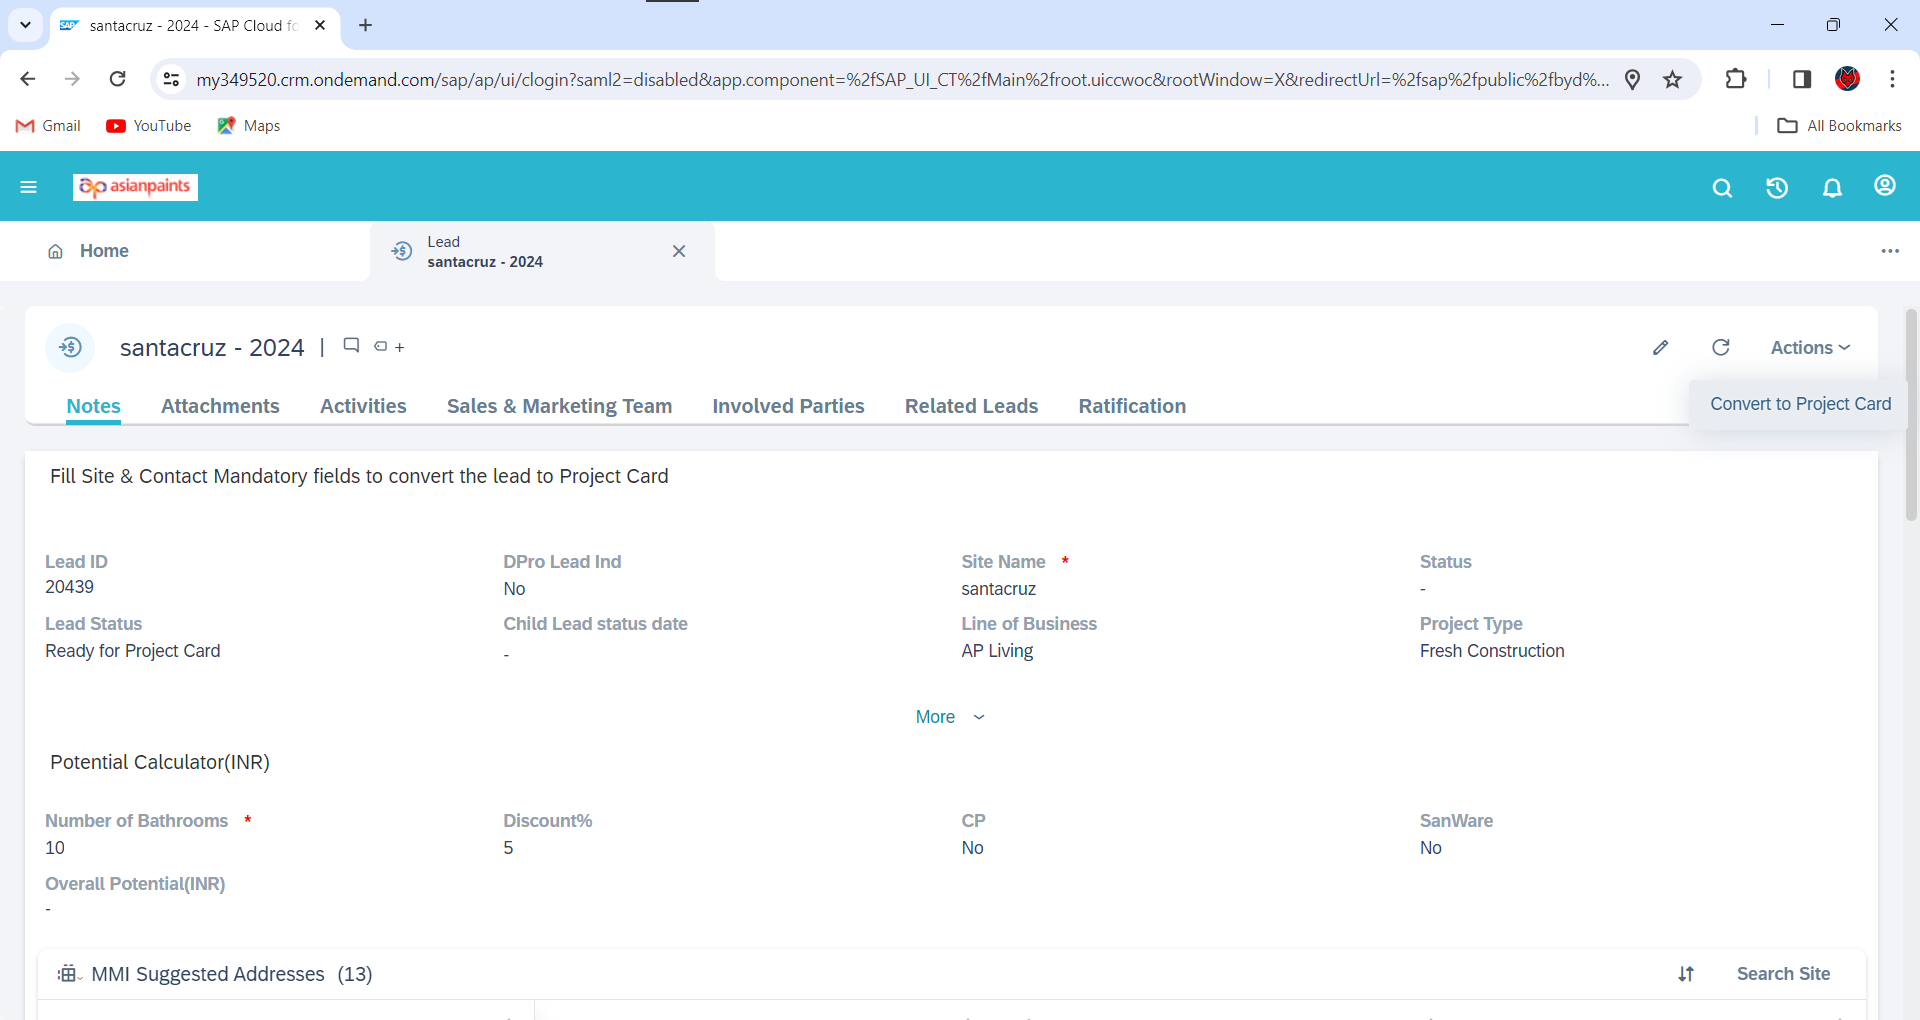 santacruz - 2024 - SAP Cloud fo
my349520.crm.ondemand.com/sap/ap/ui/clogin?saml2=disabled&app.component=%2fSAP_UI_CT%2fMain%2froot.uiccwoc&rootWindow=X&redirectUrl=%2fsap%2fpublic%2fbyd%...
Gmail YouTube Maps All Bookmarks
asianpaints
Home
Lead
santacruz - 2024
santacruz - 2024 |
Actions
Notes Attachments Activities Sales & Marketing Team Involved Parties Related Leads Ratification
Convert to Project Card
Fill Site & Contact Mandatory fields to convert the lead to Project Card
Lead ID DPro Lead Ind Site Name * Status
20439 No santacruz -
Lead Status Child Lead status date Line of Business Project Type
Ready for Project Card - AP Living Fresh Construction
More
Potential Calculator(INR)
Number of Bathrooms * Discount% CP SanWare
10 5 No No
Overall Potential(INR)
-
MMI Suggested Addresses (13) Search Site